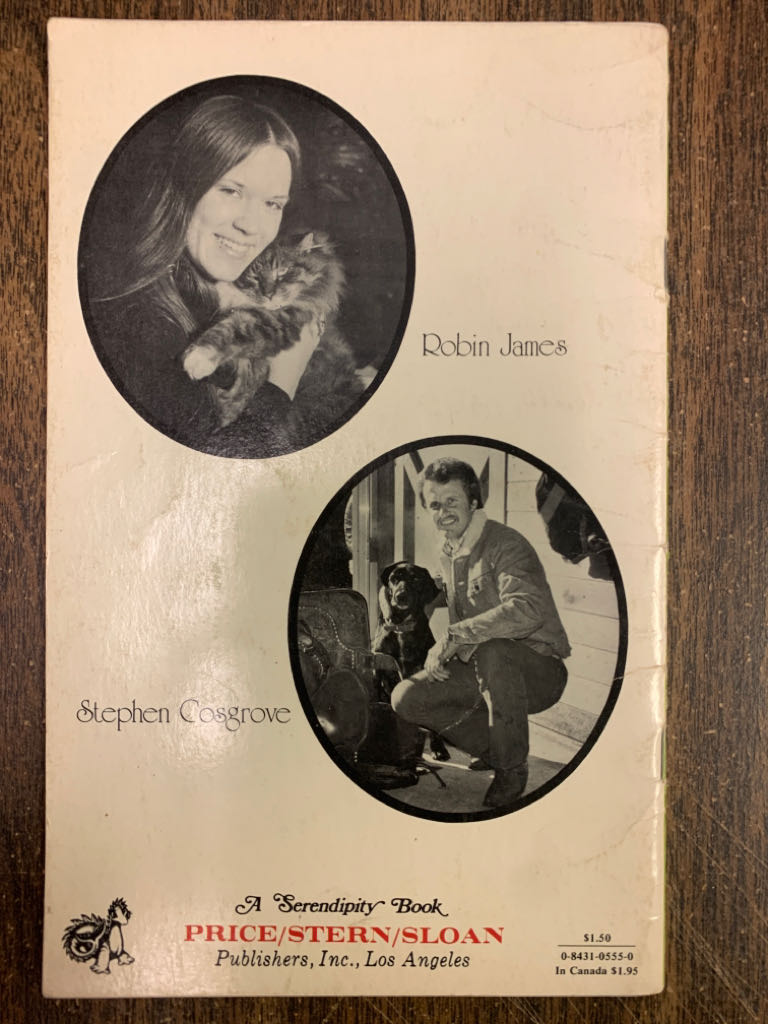 Robin James
Stephen Cosgrove
A Serendipity Book
PRICE/STERN/SLOAN
Publishers, Inc., Los Angeles
$1.50
0-8431-0555-0
In Canada $1.95